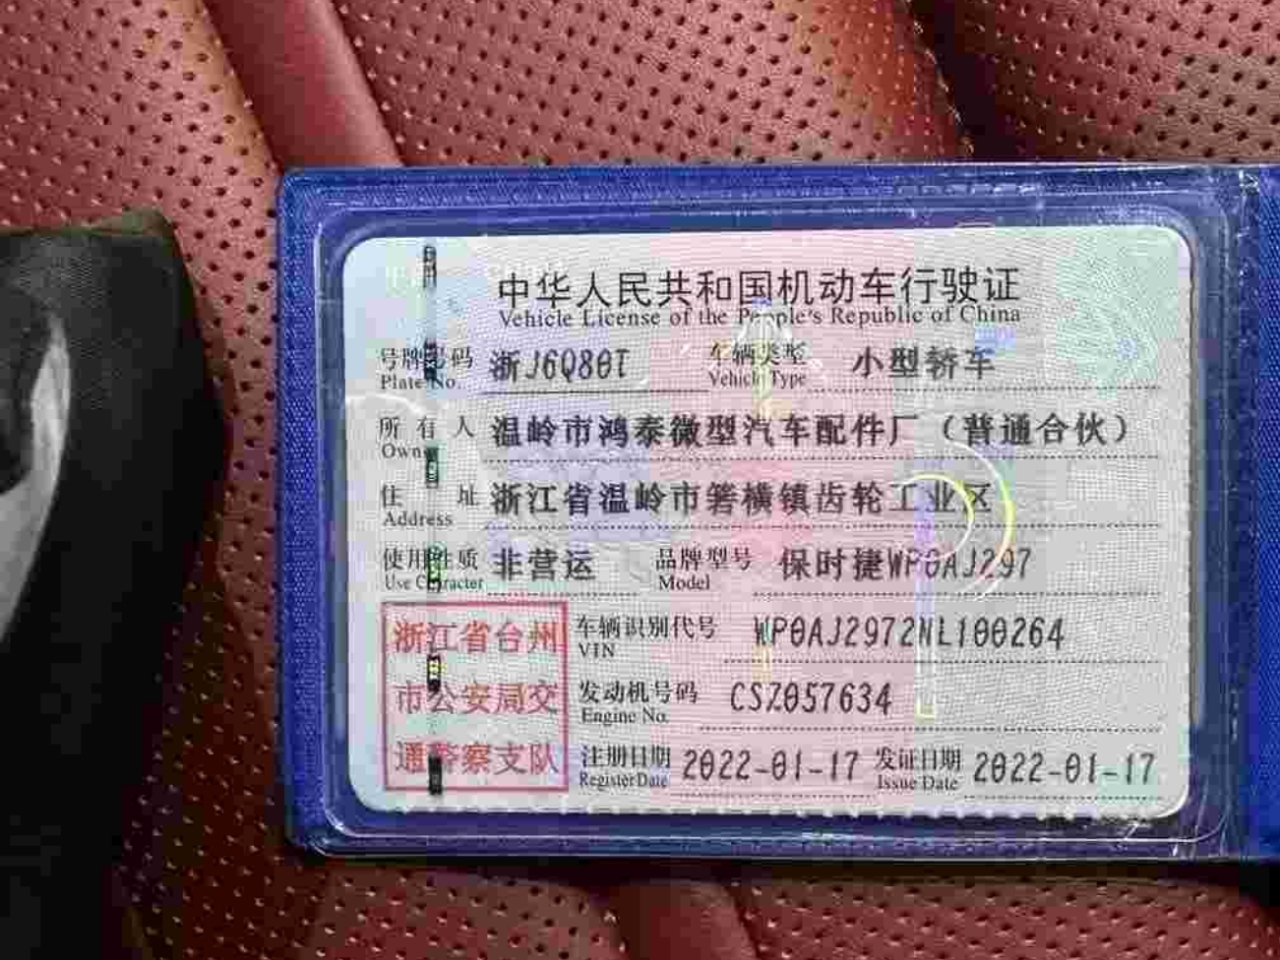 中华人民共和国机动车行驶证
Vehicle License of the People's Republic of China
号牌号码 浙J6Q80T 车辆类型 小型轿车
Plate No. Vehicle Type
所有人 温岭市鸿泰微型汽车配件厂（普通合伙）
Owner
住址 浙江省温岭市箬横镇齿轮工业区
Address
使用性质 非营运 品牌型号 保时捷WP0AJ297
Use Character Model
浙江省台州 车辆识别代号 WP0AJ2972NL100264
VIN
市公安局交 发动机号码 CSZ057634
Engine No.
通警察支队 注册日期 2022-01-17 发证日期 2022-01-17
Register Date Issue Date